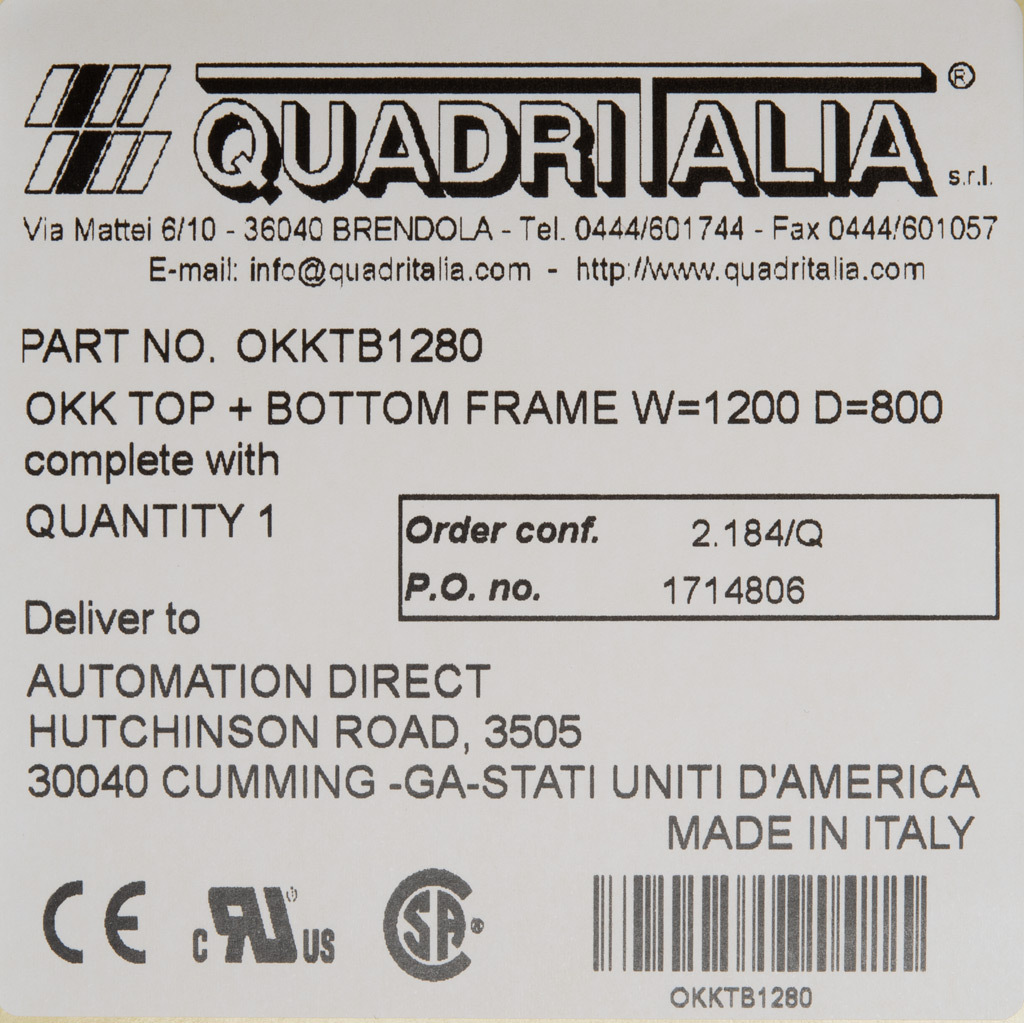 QUADRITALIA ® s.r.l.
Via Mattei 6/10 - 36040 BRENDOLA - Tel. 0444/601744 - Fax 0444/601057
E-mail: info@quadritalia.com - http://www.quadritalia.com
PART NO. OKKTB1280
OKK TOP + BOTTOM FRAME W=1200 D=800
complete with
QUANTITY 1
Order conf. 2.184/Q
P.O. no. 1714806
Deliver to
AUTOMATION DIRECT
HUTCHINSON ROAD, 3505
30040 CUMMING -GA-STATI UNITI D'AMERICA
MADE IN ITALY
CE c RU US SA ®
OKKTB1280